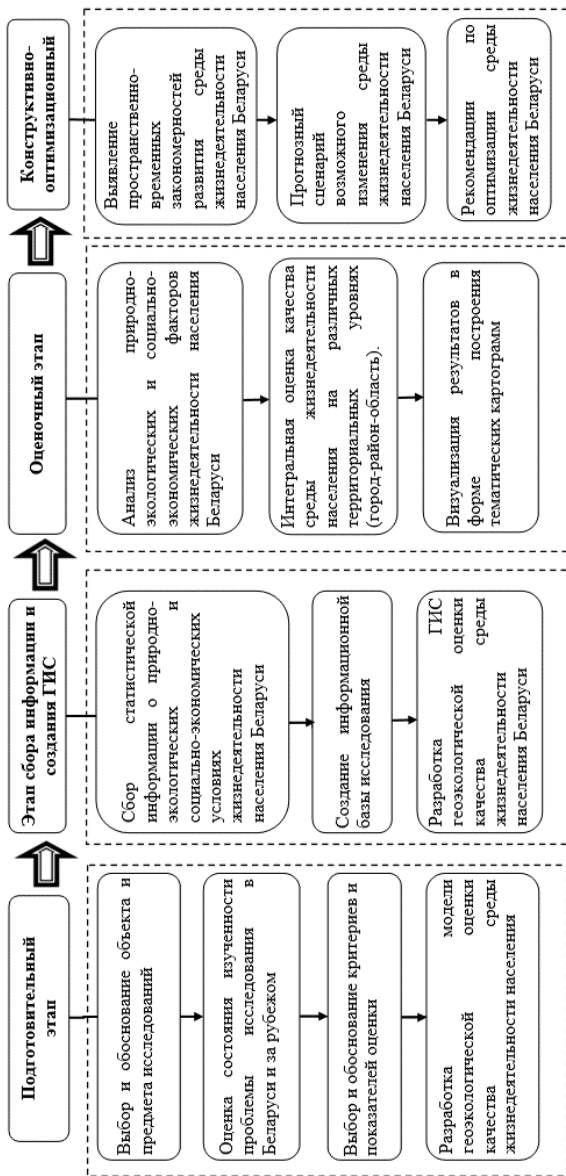 Подготовительный
этап
Выбор и обоснование объекта и
предмета исследований
Оценка состояния изученности
проблемы исследования в
Беларуси и за рубежом
Выбор и обоснование критериев и
показателей оценки
Разработка модели
геоэкологической оценки
качества среды
жизнедеятельности населения
Этап сбора информации и
создания ГИС
Сбор статистической
информации о природно-
экологических и
социально-экономических
условиях
жизнедеятельности
населения Беларуси
Создание информационной
базы исследования
Разработка ГИС
геоэкологической оценки
качества среды
жизнедеятельности
населения Беларуси
Оценочный этап
Анализ природно-
экологических и социально-
экономических факторов
жизнедеятельности населения
Беларуси
Интегральная оценка качества
среды жизнедеятельности
населения на различных
территориальных уровнях
(город-район-область).
Визуализация результатов в
форме построения
тематических картограмм
Конструктивно-
оптимизационный
Выявление
пространственно-
временных
закономерностей
развития среды
жизнедеятельности
населения Беларуси
Прогнозный
сценарий
возможного
изменения среды
жизнедеятельности
населения Беларуси
Рекомендации по
оптимизации среды
жизнедеятельности
населения Беларуси